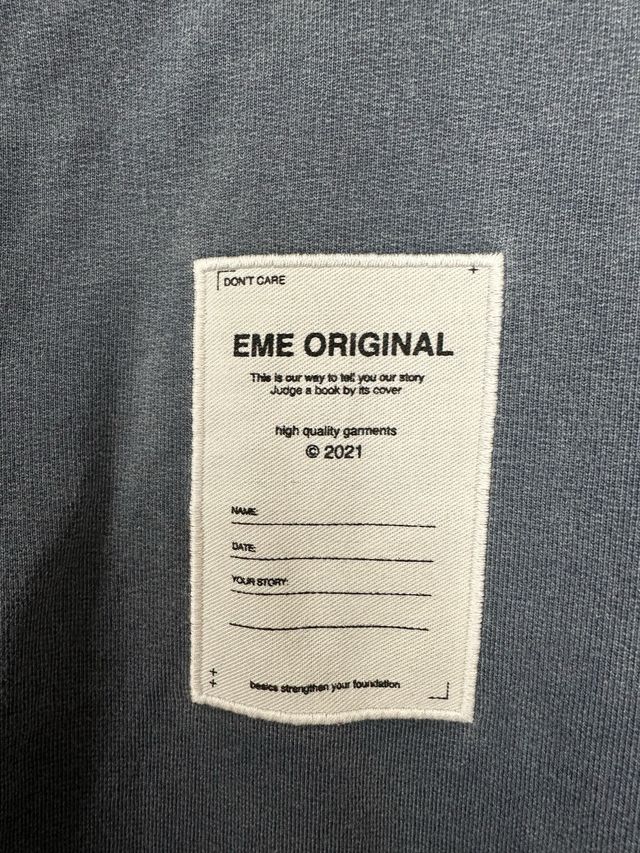 DON'T CARE
EME ORIGINAL
This is our way to tell you our story
Judge a book by its cover
high quality garments
© 2021
NAME:
DATE:
YOUR STORY:
basics strengthen your foundation